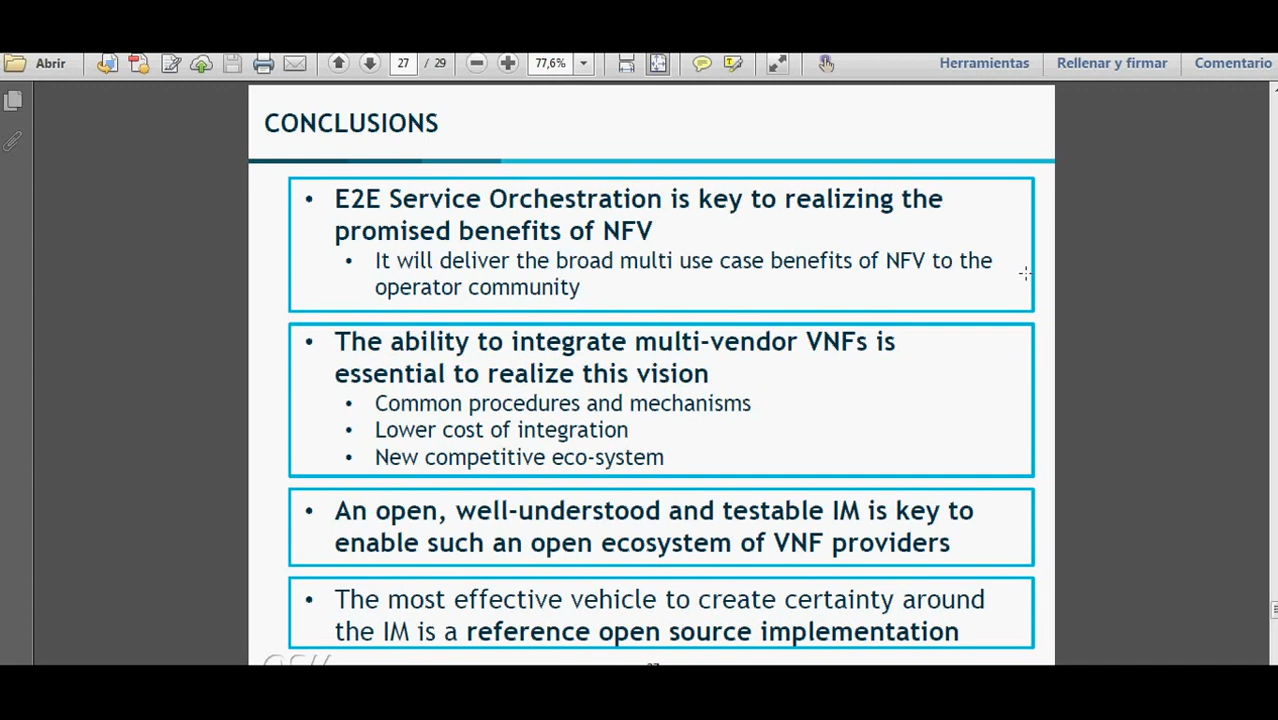 Abrir
27 / 29
77,6%
Herramientas
Rellenar y firmar
Comentario
CONCLUSIONS
• E2E Service Orchestration is key to realizing the
promised benefits of NFV
• It will deliver the broad multi use case benefits of NFV to the
operator community
• The ability to integrate multi-vendor VNFs is
essential to realize this vision
• Common procedures and mechanisms
• Lower cost of integration
• New competitive eco-system
• An open, well-understood and testable IM is key to
enable such an open ecosystem of VNF providers
• The most effective vehicle to create certainty around
the IM is a reference open source implementation